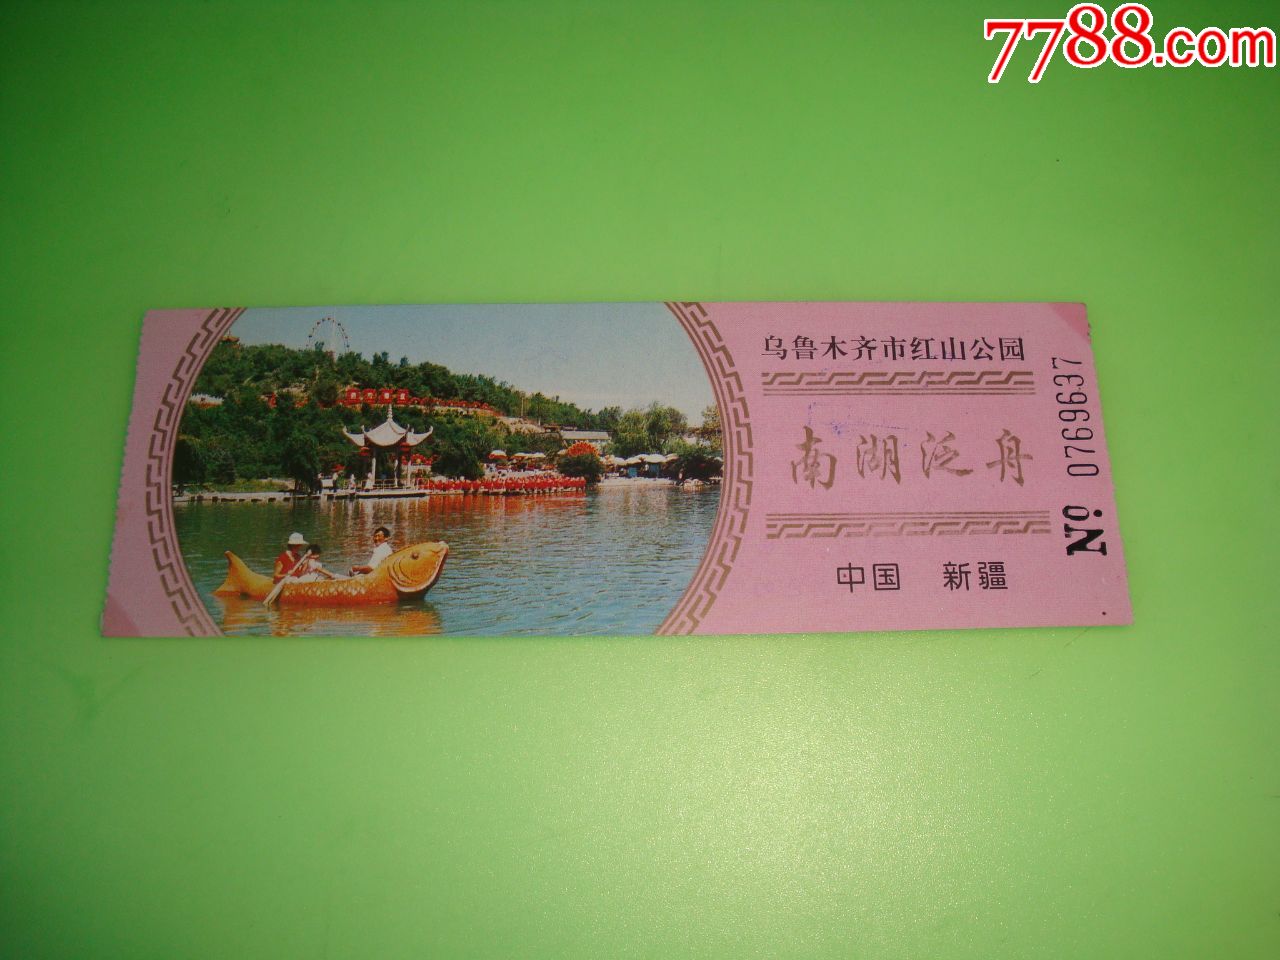 7788.com
乌鲁木齐市红山公园
南湖泛舟
中国 新疆
№ 0769637